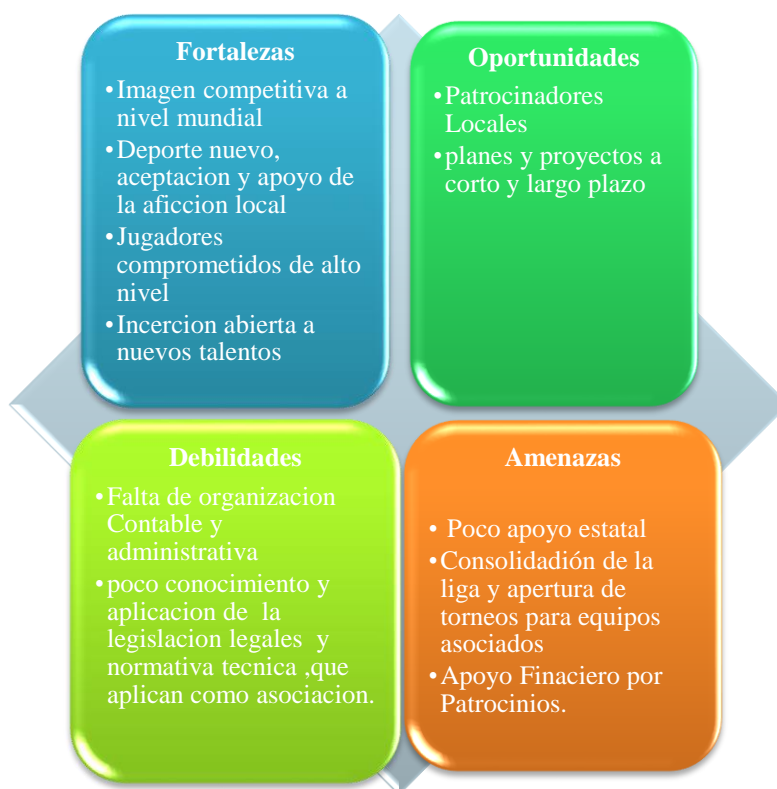 Fortalezas
•Imagen competitiva a
nivel mundial
•Deporte nuevo,
aceptacion y apoyo de
la aficcion local
•Jugadores
comprometidos de alto
nivel
•Incercion abierta a
nuevos talentos
Oportunidades
•Patrocinadores
Locales
•planes y proyectos a
corto y largo plazo
Debilidades
•Falta de organizacion
Contable y
administrativa
•poco conocimiento y
aplicacion de la
legislacion legales y
normativa tecnica ,que
aplican como asociacion.
Amenazas
• Poco apoyo estatal
•Consolidadión de la
liga y apertura de
torneos para equipos
asociados
•Apoyo Finaciero por
Patrocinios.